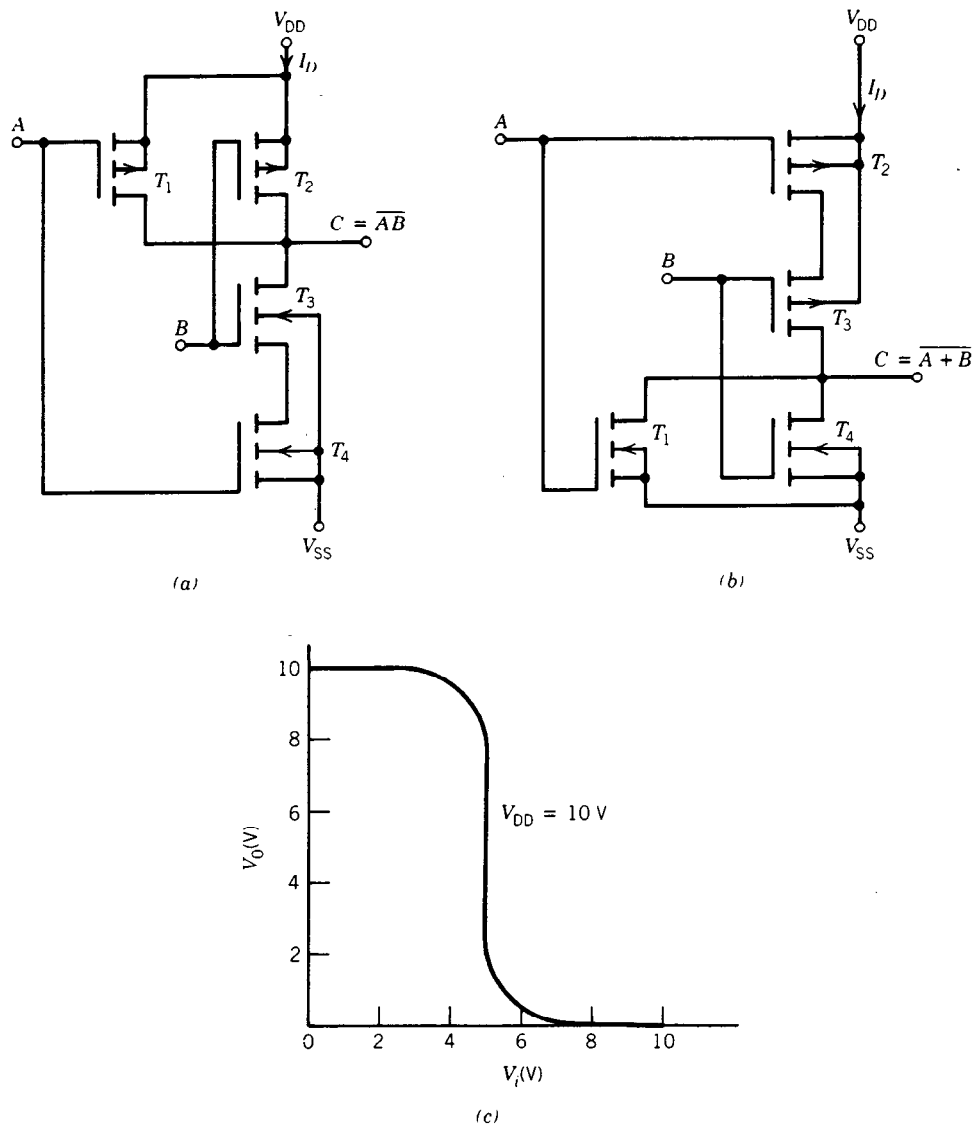 V_DD
I_D
A
T_1
T_2
C = \overline{AB}
T_3
B
T_4
V_SS
(a)
V_DD
I_D
A
T_2
B
T_3
C = \overline{A + B}
T_1
T_4
V_SS
(b)
10
8
6
4
2
V_0(V)
V_DD = 10 V
0 2 4 6 8 10
V_i(V)
(c)